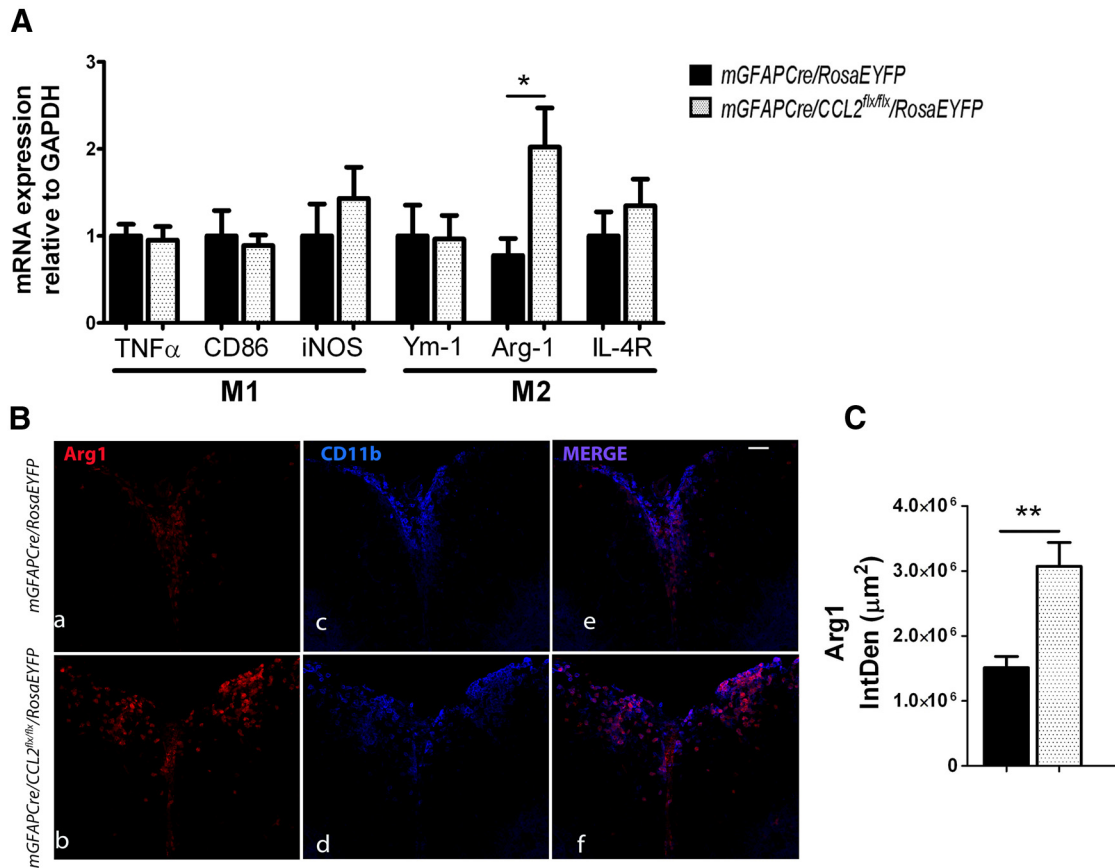 A
mRNA expression
relative to GAPDH
3
2
1
0
*
mGFAPCre/RosaEYFP
mGFAPCre/CCL2flx/flx/RosaEYFP
TNFα CD86 iNOS Ym-1 Arg-1 IL-4R
M1 M2
B
mGFAPCre/RosaEYFP
mGFAPCre/CCL2flx/flx/RosaEYFP
Arg1 CD11b MERGE
a c e
b d f
C
Arg1
IntDen (μm²)
4.0×10⁶
3.0×10⁶
2.0×10⁶
1.0×10⁶
0
**